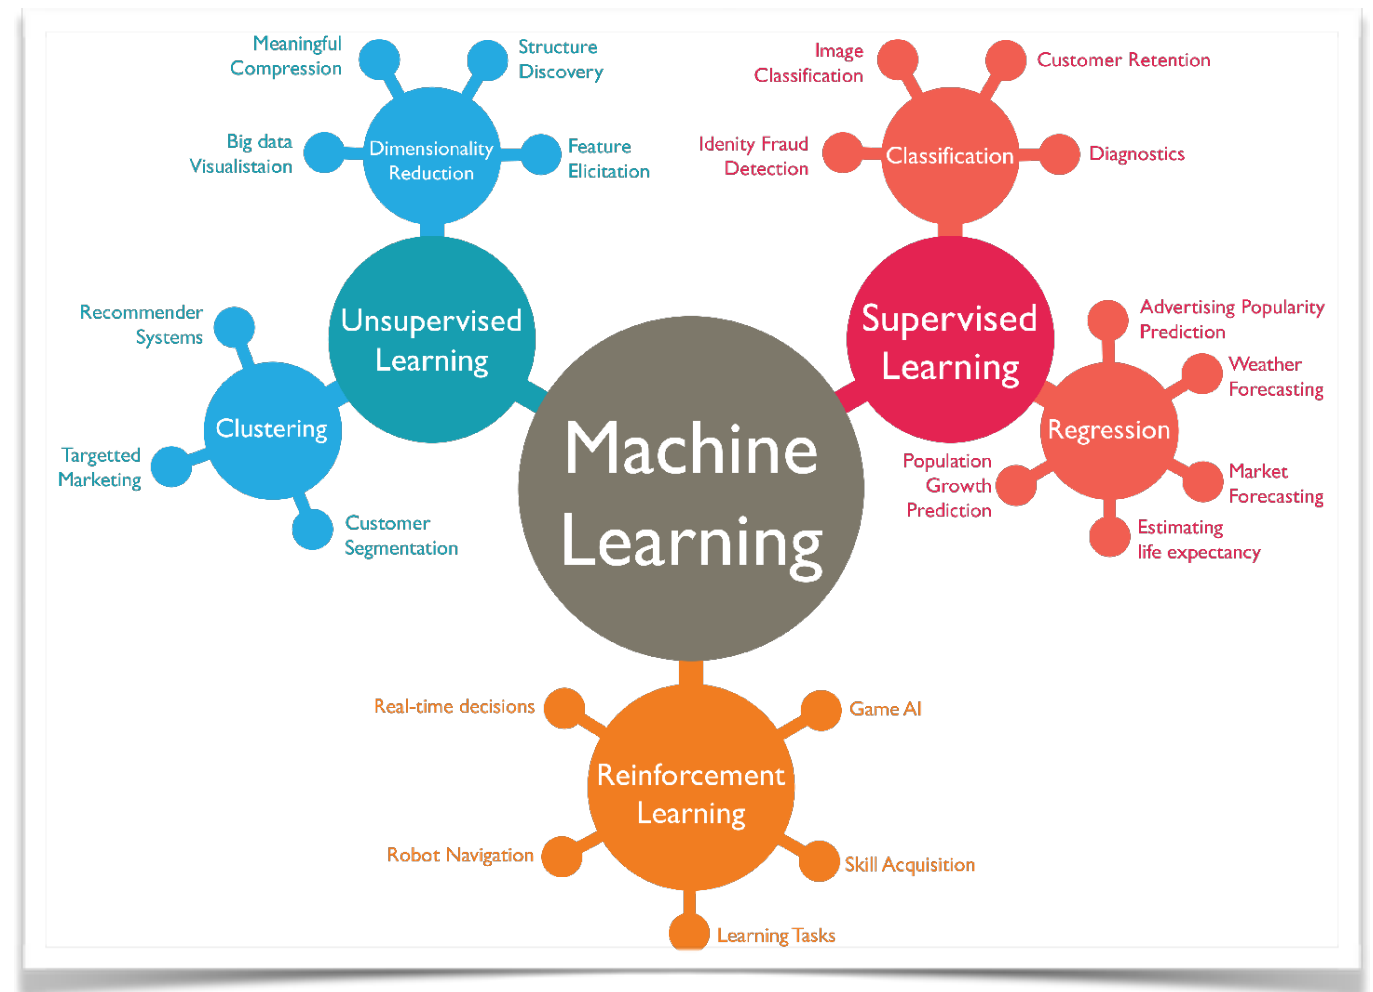 Meaningful
Compression
Structure
Discovery
Big data
Visualistaion
Dimensionality
Reduction
Feature
Elicitation
Image
Classification
Customer Retention
Idenity Fraud
Detection
Classification
Diagnostics
Unsupervised
Learning
Recommender
Systems
Clustering
Targetted
Marketing
Customer
Segmentation
Supervised
Learning
Advertising Popularity
Prediction
Weather
Forecasting
Regression
Population
Growth
Prediction
Market
Forecasting
Estimating
life expectancy
Machine
Learning
Real-time decisions
Game AI
Reinforcement
Learning
Robot Navigation
Skill Acquisition
Learning Tasks